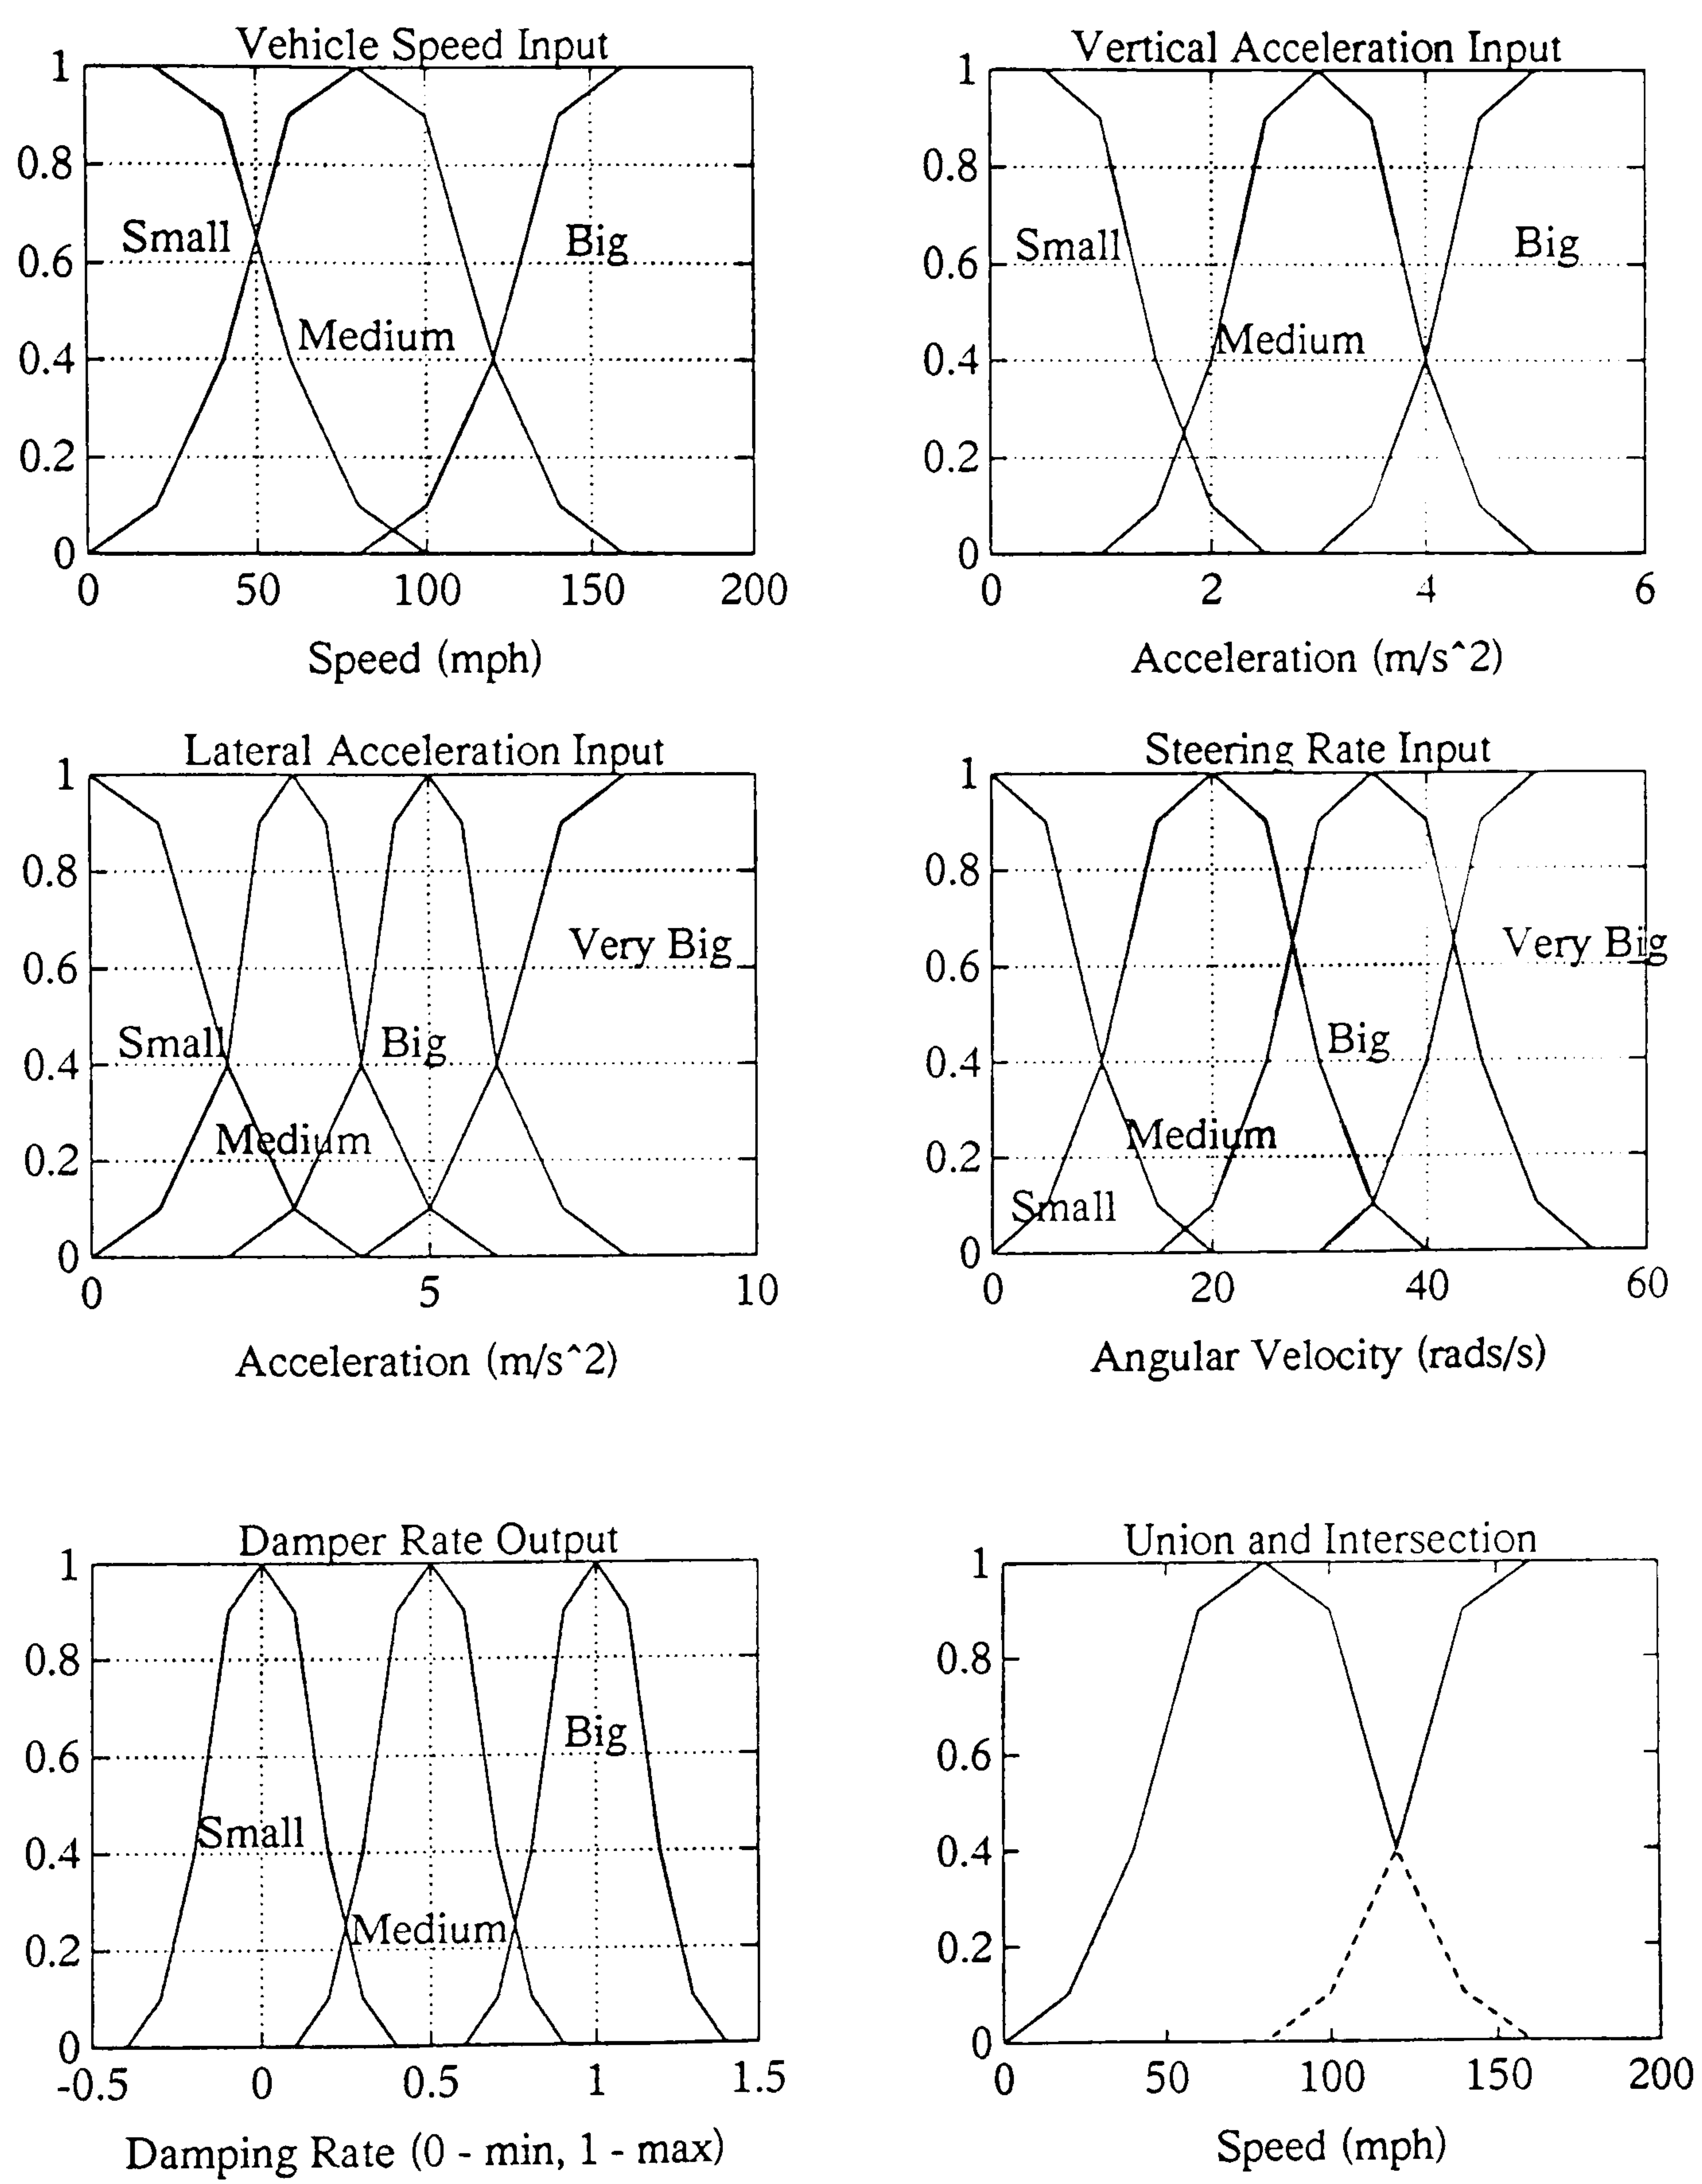 Vehicle Speed Input
1
0.8
0.6
0.4
0.2
0
Small
Medium
Big
0 50 100 150 200
Speed (mph)
Vertical Acceleration Input
1
0.8
0.6
0.4
0.2
0
Small
Medium
Big
0 2 4 6
Acceleration (m/s^2)
Lateral Acceleration Input
1
0.8
0.6
0.4
0.2
0
Very Big
Small
Big
Medium
0 5 10
Acceleration (m/s^2)
Steering Rate Input
1
0.8
0.6
0.4
0.2
0
Very Big
Big
Medium
Small
0 20 40 60
Angular Velocity (rads/s)
Damper Rate Output
1
0.8
0.6
0.4
0.2
0
Big
Small
Medium
-0.5 0 0.5 1 1.5
Damping Rate (0 - min, 1 - max)
Union and Intersection
1
0.8
0.6
0.4
0.2
0
0 50 100 150 200
Speed (mph)